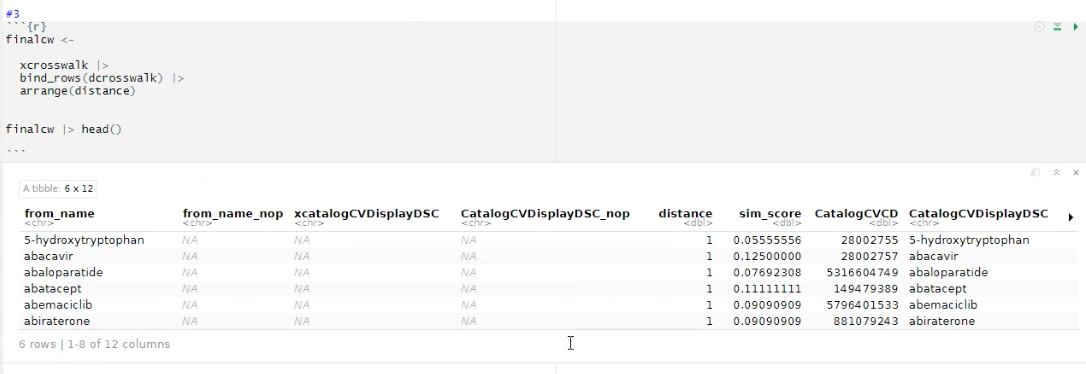 #3
```{r}
finalcw <-
xcrosswalk |>
bind_rows(dcrosswalk) |>
arrange(distance)
finalcw |> head()
```
A tibble: 6 x 12
from_name from_name_nop xcatalogCVDisplayDSC CatalogCVDisplayDSC_nop distance sim_score CatalogCVCD CatalogCVDisplayDSC
<chr> <chr> <chr> <chr> <dbl> <dbl> <dbl> <chr>
5-hydroxytryptophan NA NA NA 1 0.05555556 28002755 5-hydroxytryptophan
abacavir NA NA NA 1 0.12500000 28002757 abacavir
abaloparatide NA NA NA 1 0.07692308 5316604749 abaloparatide
abatacept NA NA NA 1 0.11111111 149479389 abatacept
abemaciclib NA NA NA 1 0.09090909 5796401533 abemaciclib
abiraterone NA NA NA 1 0.09090909 881079243 abiraterone
6 rows | 1-8 of 12 columns